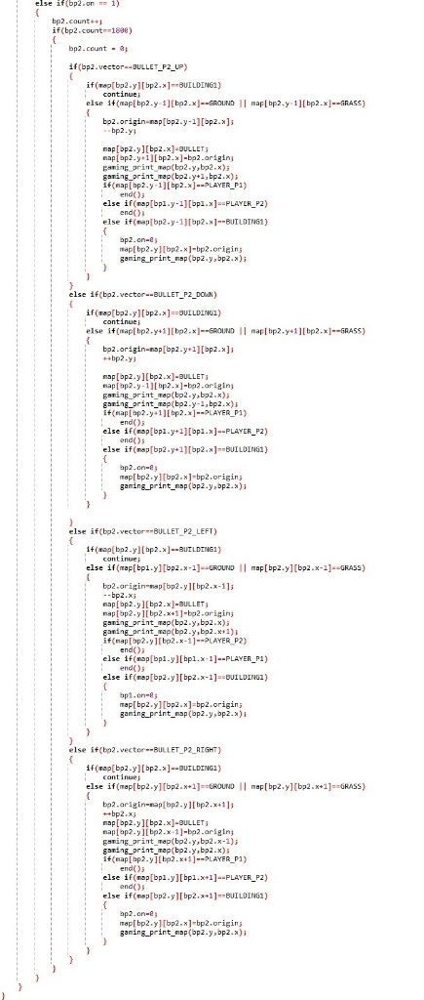 else if(bp2.on == 1)
{
bp2.count++;
if(bp2.count==1800)
{
bp2.count = 0;
if(bp2.vector==BULLET_P2_UP)
{
if(map[bp2.y][bp2.x]==BUILDING1)
continue;
else if(map[bp2.y-1][bp2.x]==GROUND || map[bp2.y-1][bp2.x]==GRASS)
{
bp2.origin=map[bp2.y-1][bp2.x];
--bp2.y;
map[bp2.y][bp2.x]=BULLET;
map[bp2.y+1][bp2.x]=bp2.origin;
gaming_print_map(bp2.y,bp2.x);
gaming_print_map(bp2.y+1,bp2.x);
if(map[bp2.y-1][bp2.x]==PLAYER_P1)
end();
else if(map[bp1.y-1][bp1.x]==PLAYER_P2)
end();
else if(map[bp2.y-1][bp2.x]==BUILDING1)
{
bp2.on=0;
map[bp2.y][bp2.x]=bp2.origin;
gaming_print_map(bp2.y,bp2.x);
}
}
}
else if(bp2.vector==BULLET_P2_DOWN)
{
if(map[bp2.y][bp2.x]==BUILDING1)
continue;
else if(map[bp2.y+1][bp2.x]==GROUND || map[bp2.y+1][bp2.x]==GRASS)
{
bp2.origin=map[bp2.y+1][bp2.x];
++bp2.y;
map[bp2.y][bp2.x]=BULLET;
map[bp2.y-1][bp2.x]=bp2.origin;
gaming_print_map(bp2.y,bp2.x);
gaming_print_map(bp2.y-1,bp2.x);
if(map[bp2.y+1][bp2.x]==PLAYER_P1)
end();
else if(map[bp1.y+1][bp1.x]==PLAYER_P2)
end();
else if(map[bp2.y+1][bp2.x]==BUILDING1)
{
bp2.on=0;
map[bp2.y][bp2.x]=bp2.origin;
gaming_print_map(bp2.y,bp2.x);
}
}
}
else if(bp2.vector==BULLET_P2_LEFT)
{
if(map[bp2.y][bp2.x]==BUILDING1)
continue;
else if(map[bp1.y][bp2.x-1]==GROUND || map[bp2.y][bp2.x-1]==GRASS)
{
bp2.origin=map[bp2.y][bp2.x-1];
--bp2.x;
map[bp2.y][bp2.x]=BULLET;
map[bp2.y][bp2.x+1]=bp2.origin;
gaming_print_map(bp2.y,bp2.x);
gaming_print_map(bp2.y,bp2.x+1);
if(map[bp2.y][bp2.x-1]==PLAYER_P2)
end();
else if(map[bp1.y][bp1.x-1]==PLAYER_P1)
end();
else if(map[bp2.y][bp2.x-1]==BUILDING1)
{
bp1.on=0;
map[bp2.y][bp2.x]=bp2.origin;
gaming_print_map(bp2.y,bp2.x);
}
}
}
else if(bp2.vector==BULLET_P2_RIGHT)
{
if(map[bp2.y][bp2.x]==BUILDING1)
continue;
else if(map[bp2.y][bp2.x+1]==GROUND || map[bp2.y][bp2.x+1]==GRASS)
{
bp2.origin=map[bp2.y][bp2.x+1];
++bp2.x;
map[bp2.y][bp2.x]=BULLET;
map[bp2.y][bp2.x-1]=bp2.origin;
gaming_print_map(bp2.y,bp2.x-1);
gaming_print_map(bp2.y,bp2.x);
if(map[bp2.y][bp2.x+1]==PLAYER_P1)
end();
else if(map[bp1.y][bp1.x+1]==PLAYER_P2)
end();
else if(map[bp2.y][bp2.x+1]==BUILDING1)
{
bp2.on=0;
map[bp2.y][bp2.x]=bp2.origin;
gaming_print_map(bp2.y,bp2.x);
}
}
}
}
}
}
}